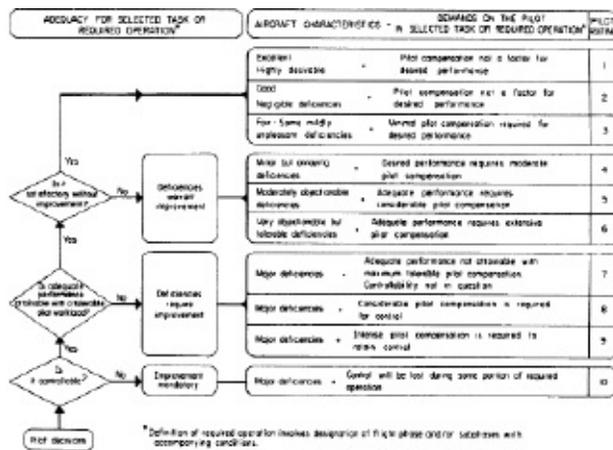 ADEQUACY FOR SELECTED TASK OR
REQUIRED OPERATION*
AIRCRAFT CHARACTERISTICS
DEMANDS ON THE PILOT
IN SELECTED TASK OR REQUIRED OPERATION*
PILOT
RATING
Excellent
Highly desirable
Pilot compensation not a factor for
desired performance
1
Good
Negligible deficiencies
Pilot compensation not a factor for
desired performance
2
Fair - Some mildly
unpleasant deficiencies
Minimal pilot compensation required for
desired performance
3
Yes
Is it
satisfactory without
improvement?
No
Deficiencies
warrant
improvement
Minor but annoying
deficiencies
Desired performance requires moderate
pilot compensation
4
Moderately objectionable
deficiencies
Adequate performance requires
considerable pilot compensation
5
Very objectionable but
tolerable deficiencies
Adequate performance requires extensive
pilot compensation
6
Yes
Is adequate
performance
attainable with a tolerable
pilot workload?
No
Deficiencies
require
improvement
Major deficiencies
Adequate performance not attainable with
maximum tolerable pilot compensation
Controllability not in question
7
Major deficiencies
Considerable pilot compensation is required
for control
8
Major deficiencies
Intense pilot compensation is required to
retain control
9
Yes
Is
it controllable?
No
Improvement
mandatory
Major deficiencies
Control will be lost during some portion of required
operation
10
Pilot decisions
*Definition of required operation involves designation of flight phase and/or subphases with
accompanying conditions.